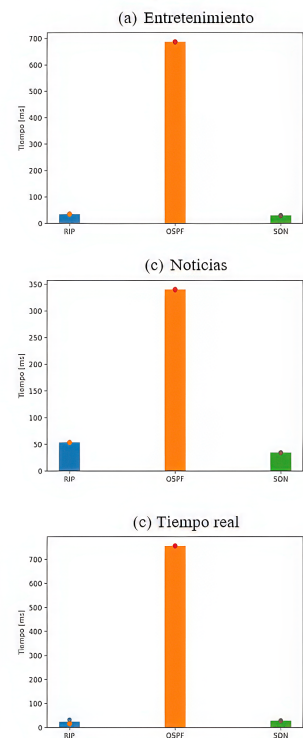 (a) Entretenimiento
700
600
500
400
300
200
100
0
Tiempo [ms]
RIP OSPF SDN
(c) Noticias
350
300
250
200
150
100
50
0
Tiempo [ms]
RIP OSPF SDN
(c) Tiempo real
700
600
500
400
300
200
100
0
Tiempo [ms]
RIP OSPF SDN